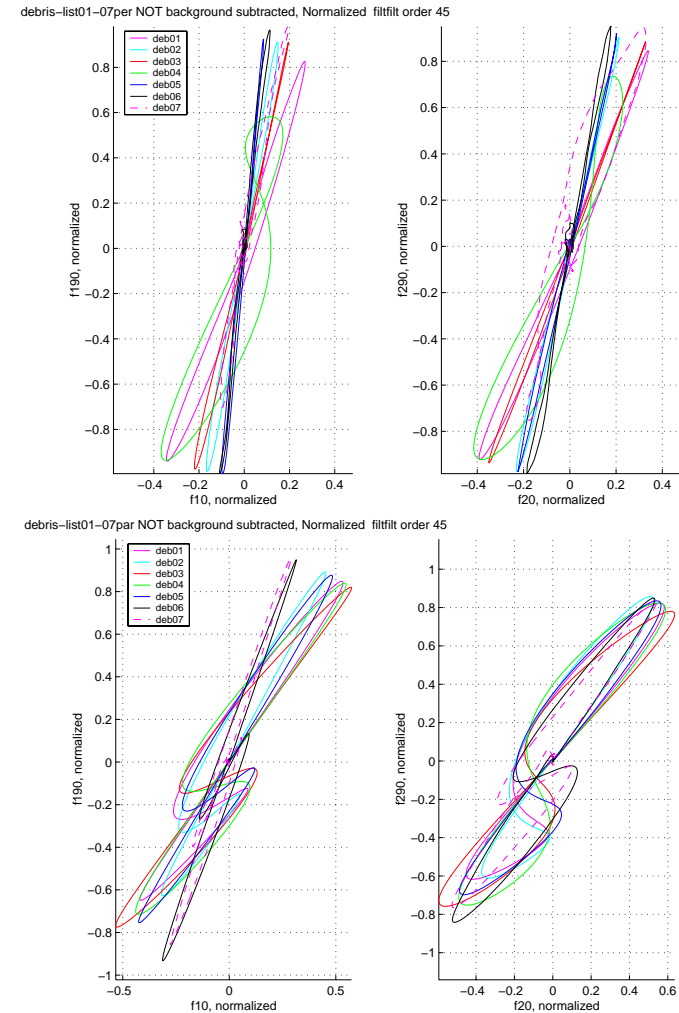 debris−list01−07per NOT background subtracted, Normalized  filtfilt order 45
deb01
deb02
deb03
deb04
deb05
deb06
deb07
0.8
0.6
0.4
0.2
0
−0.2
−0.4
−0.6
−0.8
f190, normalized
−0.4
−0.2
0
0.2
0.4
f10, normalized
0.8
0.6
0.4
0.2
0
−0.2
−0.4
−0.6
−0.8
f290, normalized
−0.4
−0.2
0
0.2
0.4
f20, normalized
debris−list01−07par NOT background subtracted, Normalized  filtfilt order 45
deb01
deb02
deb03
deb04
deb05
deb06
deb07
1
0.8
0.6
0.4
0.2
0
−0.2
−0.4
−0.6
−0.8
−1
f190, normalized
−0.5
0
0.5
f10, normalized
1
0.8
0.6
0.4
0.2
0
−0.2
−0.4
−0.6
−0.8
−1
f290, normalized
−0.4
−0.2
0
0.2
0.4
0.6
f20, normalized